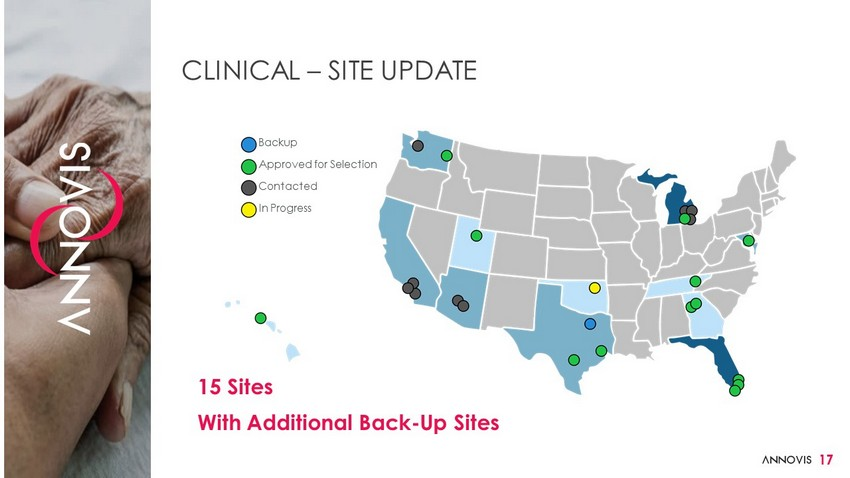 ANNOVIS
CLINICAL – SITE UPDATE
Backup
Approved for Selection
Contacted
In Progress
15 Sites
With Additional Back-Up Sites
ANNOVIS 17